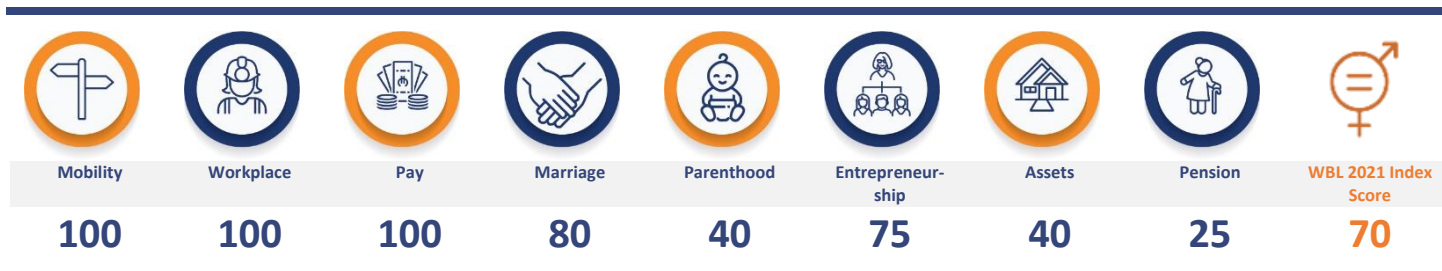 Mobility
Workplace
Pay
Marriage
Parenthood
Entrepreneur-
ship
Assets
Pension
WBL 2021 Index
Score
100
100
100
80
40
75
40
25
70